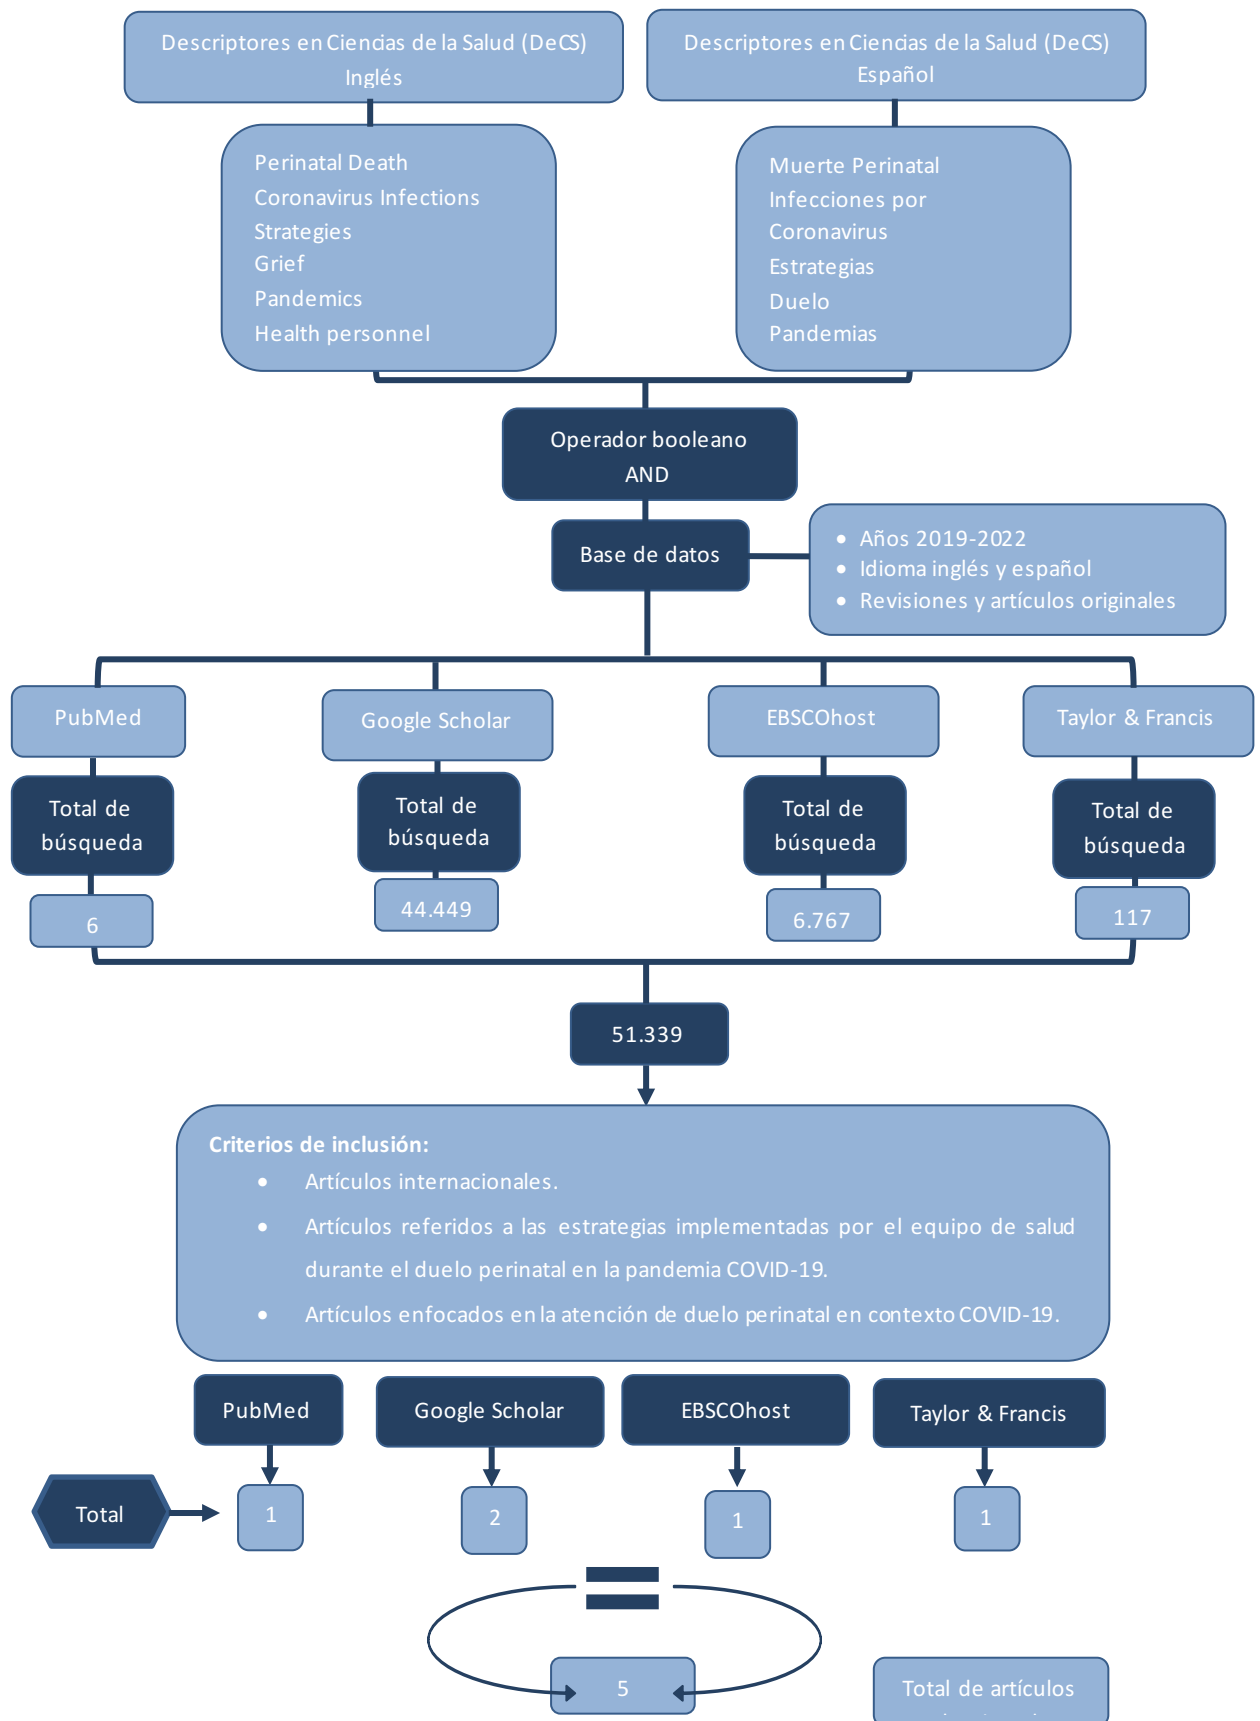 Descriptores en Ciencias de la Salud (DeCS)
Inglés
Descriptores en Ciencias de la Salud (DeCS)
Español
Perinatal Death
Coronavirus Infections
Strategies
Grief
Pandemics
Health personnel
Muerte Perinatal
Infecciones por
Coronavirus
Estrategias
Duelo
Pandemias
Operador booleano
AND
Base de datos
• Años 2019-2022
• Idioma inglés y español
• Revisiones y artículos originales
PubMed
Google Scholar
EBSCOhost
Taylor & Francis
Total de
búsqueda
Total de
búsqueda
Total de
búsqueda
Total de
búsqueda
6
44.449
6.767
117
51.339
Criterios de inclusión:
• Artículos internacionales.
• Artículos referidos a las estrategias implementadas por el equipo de salud
durante el duelo perinatal en la pandemia COVID-19.
• Artículos enfocados en la atención de duelo perinatal en contexto COVID-19.
PubMed
Google Scholar
EBSCOhost
Taylor & Francis
Total
1
2
1
1
5
Total de artículos